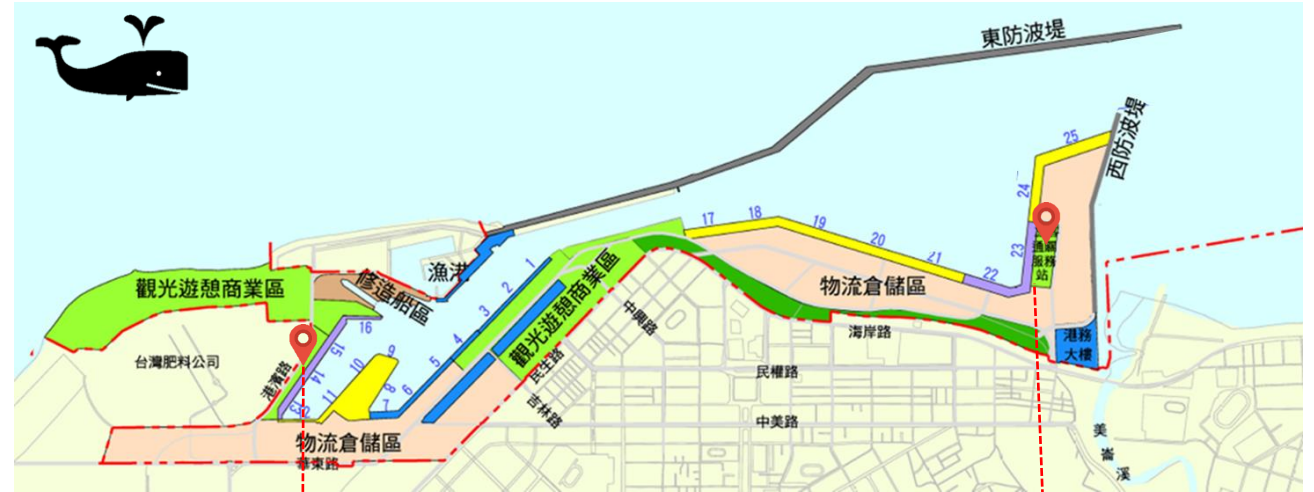 東防波堤
西防波堤
25
24
23
22
21
20
19
18
17
通關
服務
站
物流倉儲區
港務
大樓
海岸路
漁港
修造船區
觀光遊憩商業區
1
2
3
4
5
6
7
8
9
10
11
12
13
14
15
16
觀光遊憩商業區
台灣肥料公司
港濱路
中興路
民生路
吉林路
民權路
中美路
物流倉儲區
華東路
美崙溪